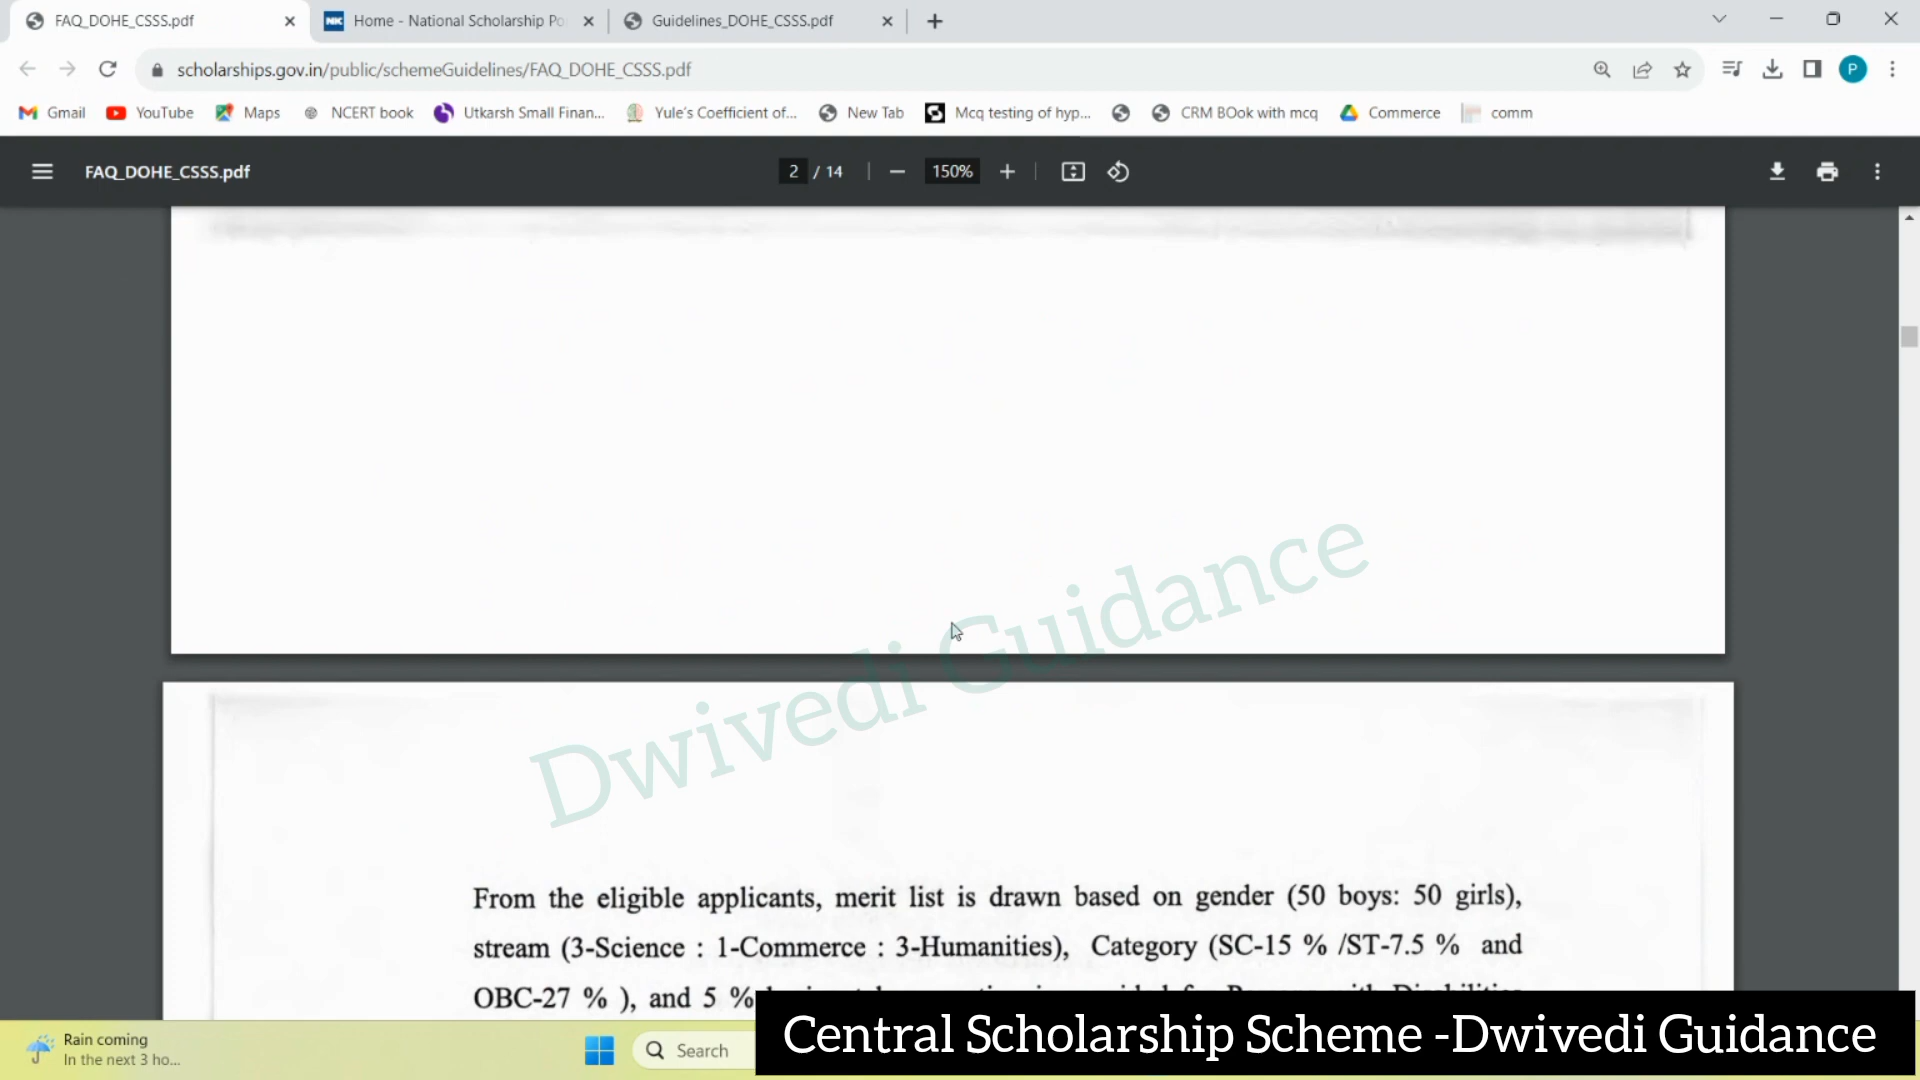 FAQ_DOHE_CSSS.pdf
Home - National Scholarship Po
Guidelines_DOHE_CSSS.pdf
scholarships.gov.in/public/schemeGuidelines/FAQ_DOHE_CSSS.pdf
P
Gmail
YouTube
Maps
NCERT book
Utkarsh Small Finan...
Yule's Coefficient of...
New Tab
Mcq testing of hyp...
CRM BOok with mcq
Commerce
comm
FAQ_DOHE_CSSS.pdf
2 / 14
150%
Dwivedi Guidance
From the eligible applicants, merit list is drawn based on gender (50 boys: 50 girls),
stream (3-Science : 1-Commerce : 3-Humanities), Category (SC-15 % /ST-7.5 % and
OBC-27 % ), and 5 %
Rain coming
In the next 3 ho...
Search
Central Scholarship Scheme -Dwivedi Guidance